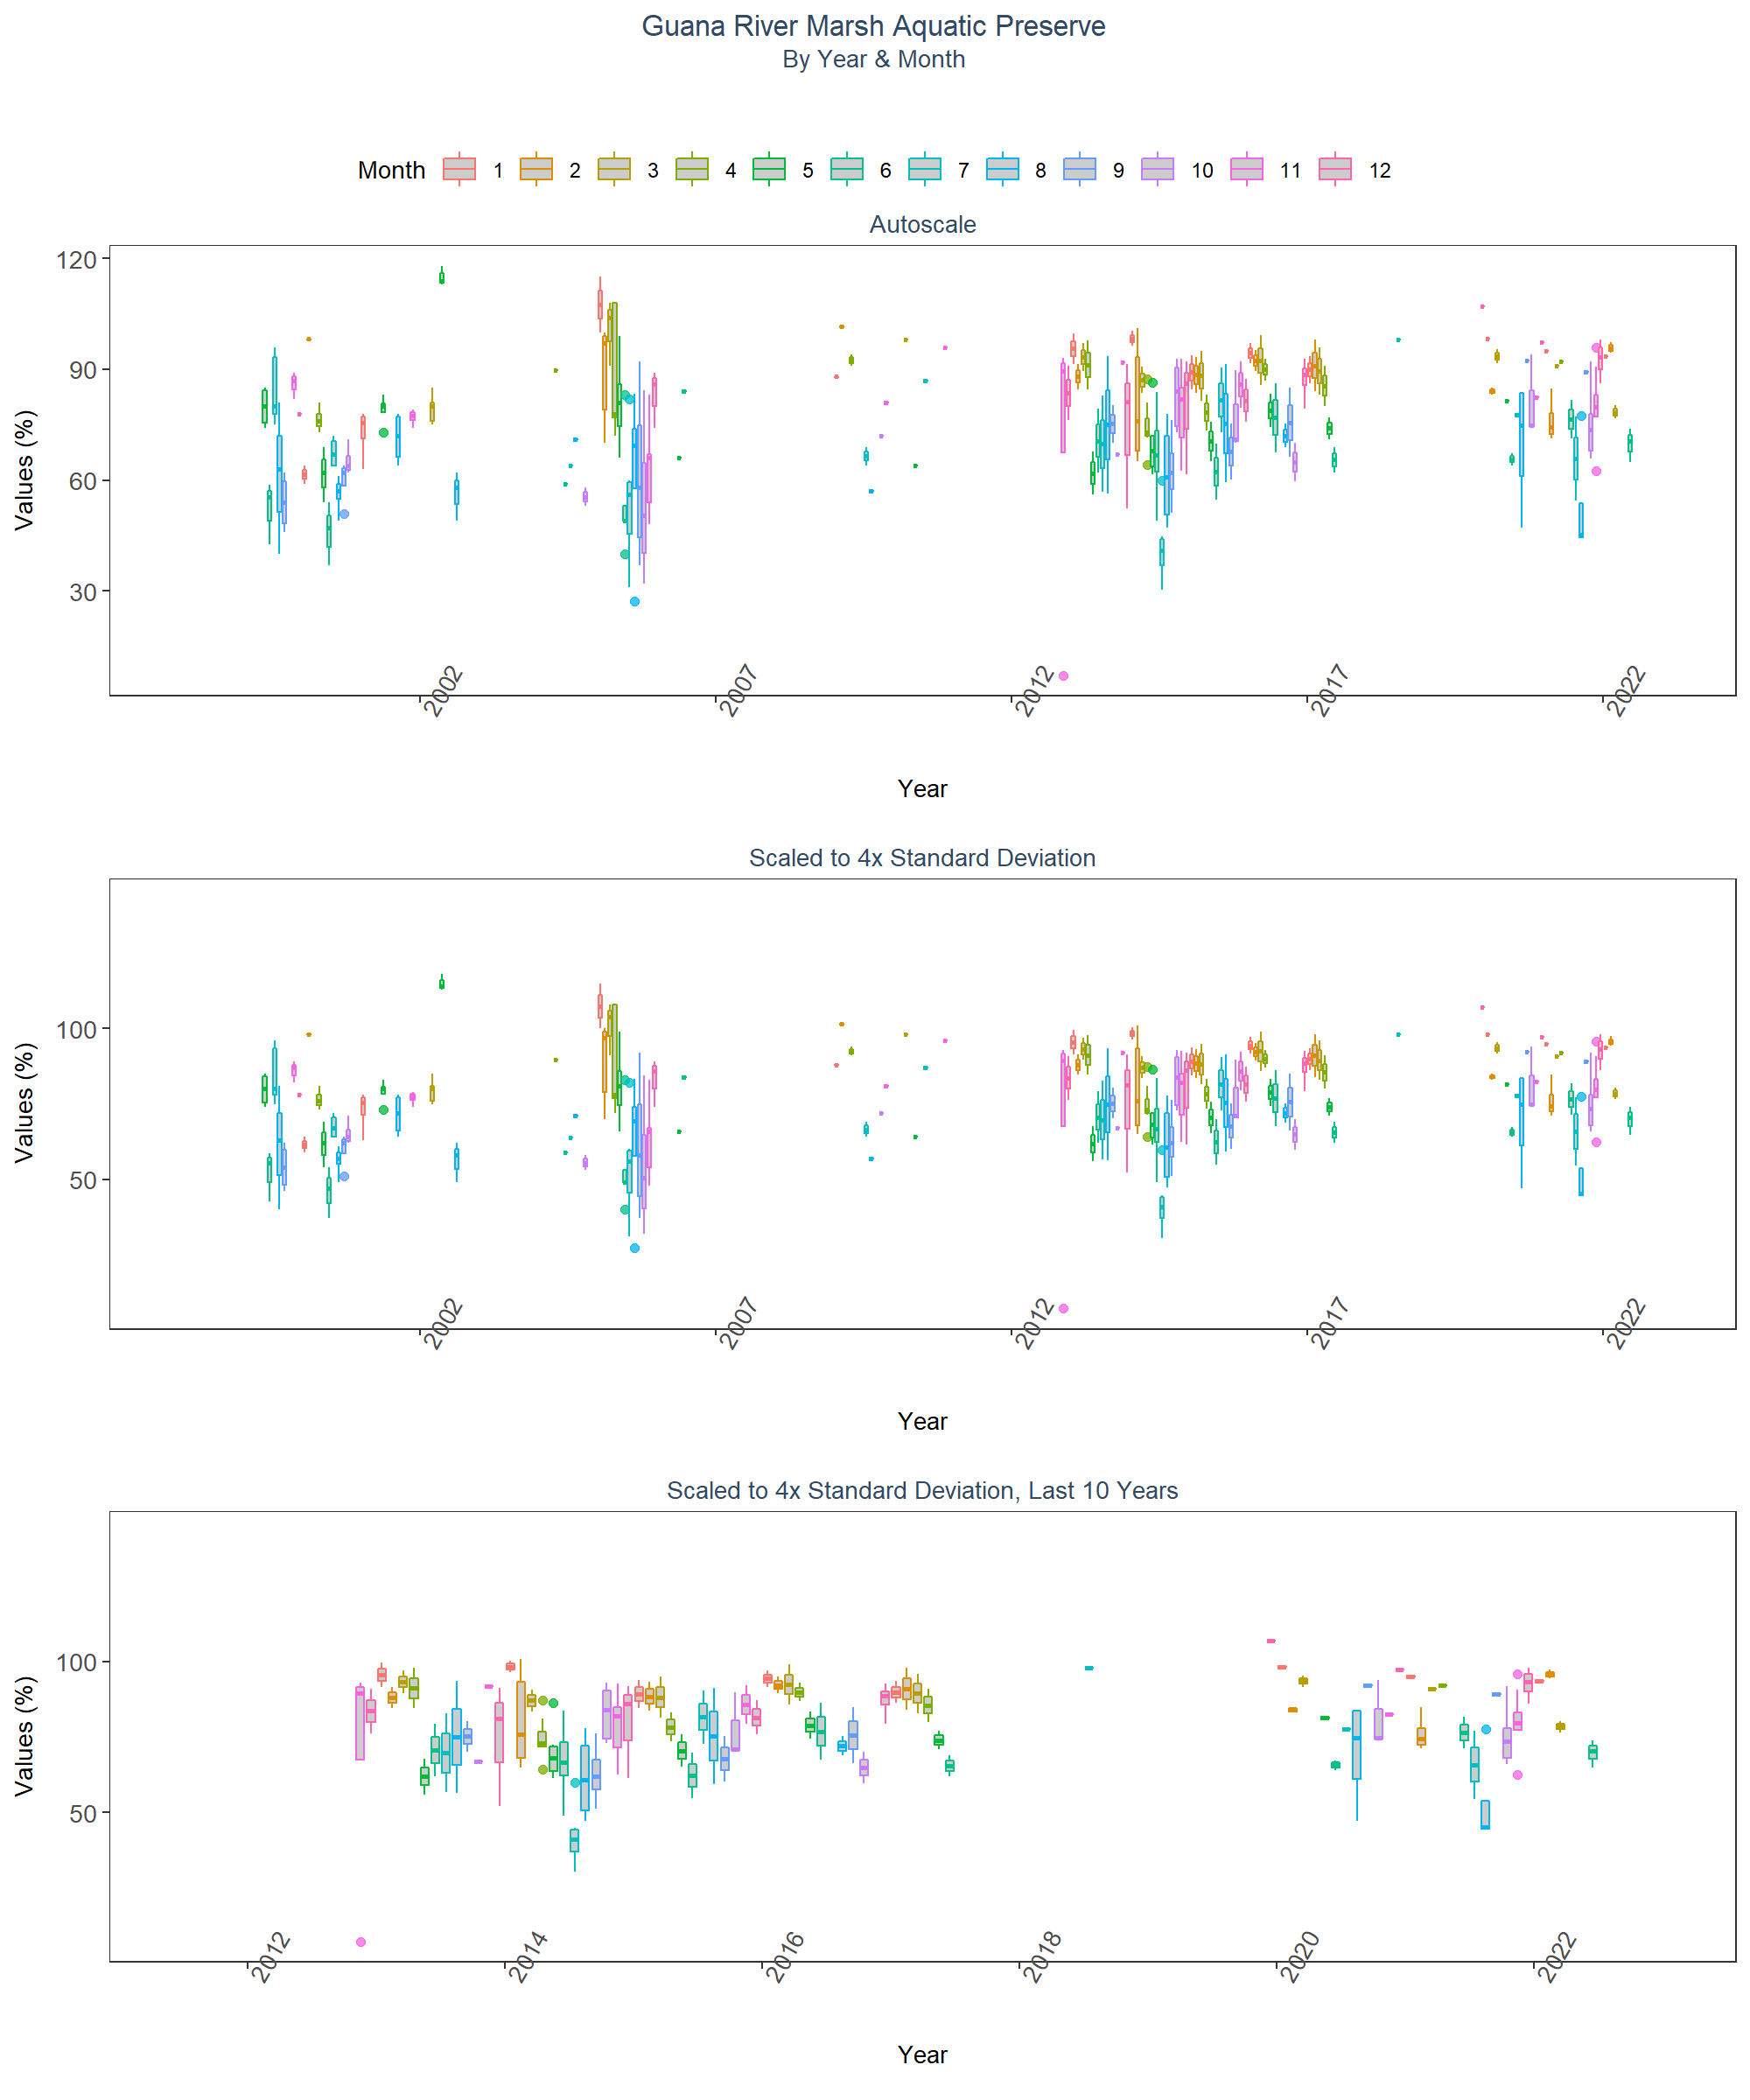 Guana River Marsh Aquatic Preserve
By Year & Month
Month 1 2 3 4 5 6 7 8 9 10 11 12
Autoscale
120
90
60
30
Values (%)
2002 2007 2012 2017 2022
Year
Scaled to 4x Standard Deviation
100
50
Values (%)
2002 2007 2012 2017 2022
Year
Scaled to 4x Standard Deviation, Last 10 Years
100
50
Values (%)
2012 2014 2016 2018 2020 2022
Year